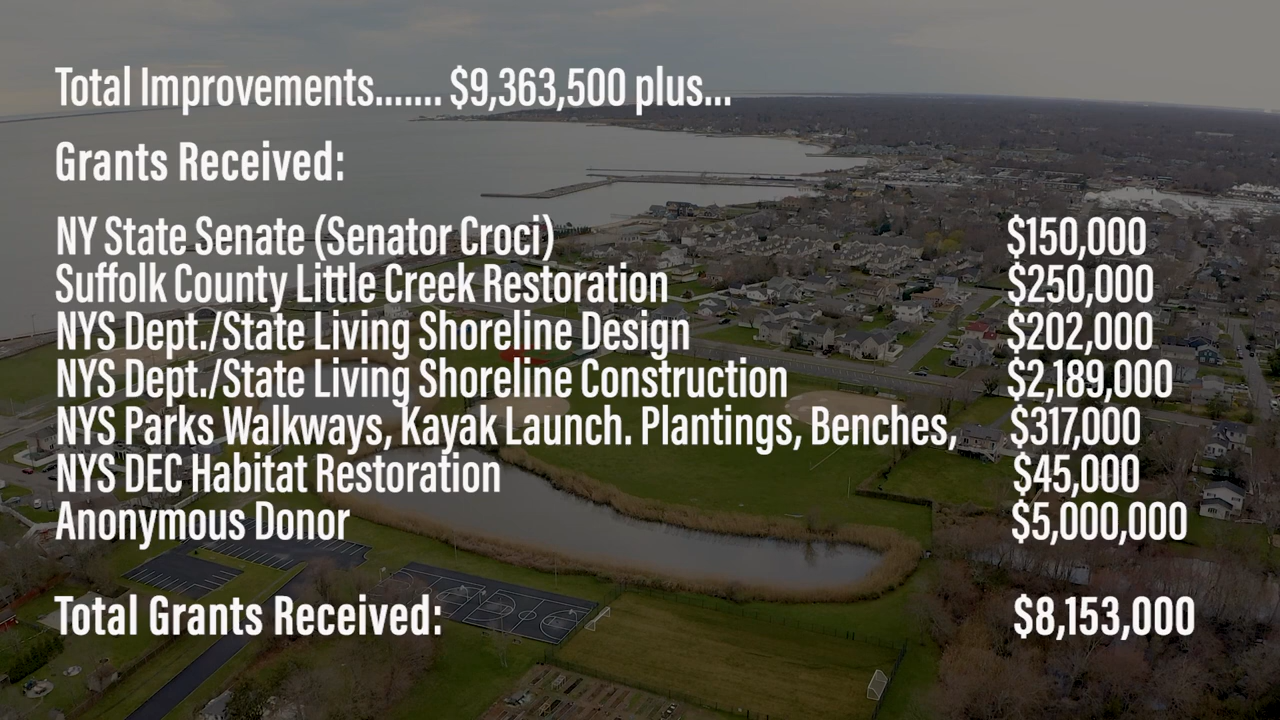 Total Improvements....... $9,363,500 plus...
Grants Received:
NY State Senate (Senator Croci) $150,000
Suffolk County Little Creek Restoration $250,000
NYS Dept./State Living Shoreline Design $202,000
NYS Dept./State Living Shoreline Construction $2,189,000
NYS Parks Walkways, Kayak Launch. Plantings, Benches, $317,000
NYS DEC Habitat Restoration $45,000
Anonymous Donor $5,000,000
Total Grants Received: $8,153,000